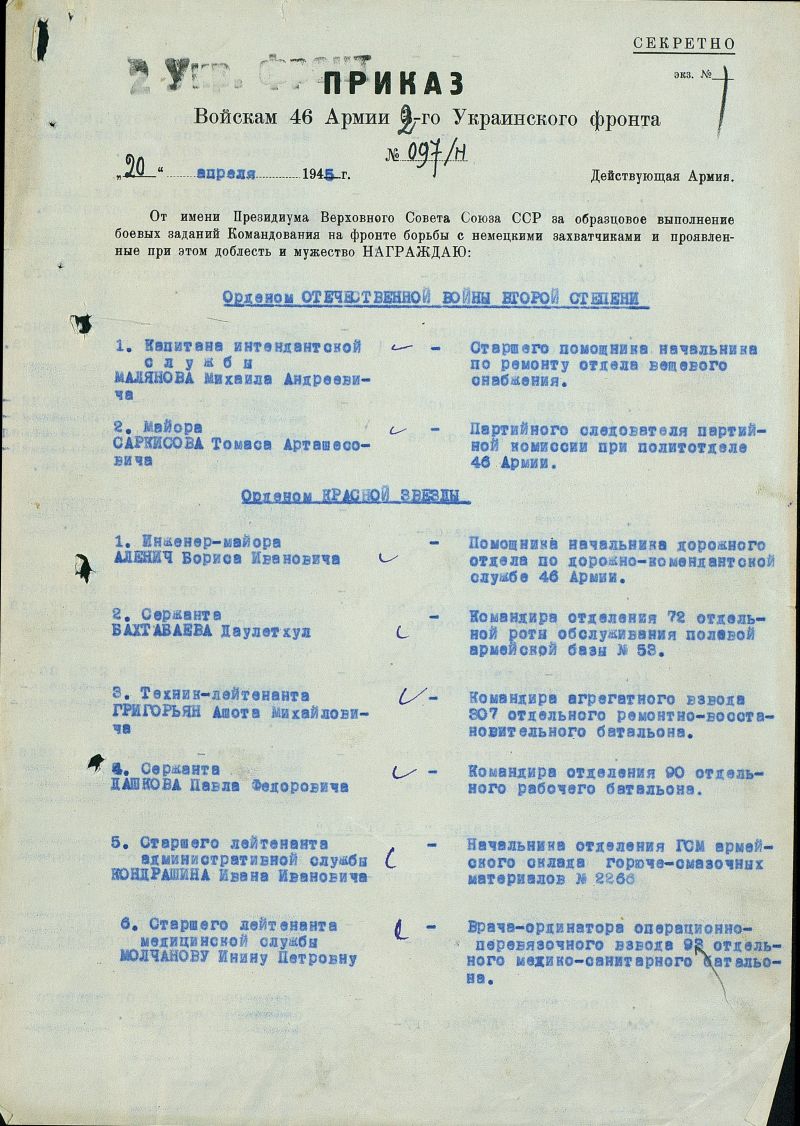 СЕКРЕТНО
экз. № 1
2 Укр. фронт
ПРИКАЗ
Войскам 46 Армии 2-го Украинского фронта
№ 097/н
„20“ апреля 1945 г.
Действующая Армия.
От имени Президиума Верховного Совета Союза ССР за образцовое выполнение
боевых заданий Командования на фронте борьбы с немецкими захватчиками и проявлен-
ные при этом доблесть и мужество НАГРАЖДАЮ:
Орденом ОТЕЧЕСТВЕННОЙ ВОЙНЫ ВТОРОЙ СТЕПЕНИ
1. Капитана интендантской
службы
МАЛЯНОВА Михаила Андрееви-
ча
- Старшего помощника начальника
по ремонту отдела вещевого
снабжения.
2. Майора
САРКИСОВА Томаса Арташесо-
вича
- Партийного следователя партий-
ной комиссии при политотделе
46 Армии.
Орденом КРАСНОЙ ЗВЕЗДЫ
1. Инженер-майора
АЛЕНИЧ Бориса Ивановича
- Помощника начальника дорожного
отдела по дорожно-комендантской
службе 46 Армии.
2. Сержанта
БАХТАБАЕВА Даулеткул
- Командира отделения 72 отдель-
ной роты обслуживания полевой
армейской базы № 53.
3. Техник-лейтенанта
ГРИГОРЬЯН Ашота Михайлови-
ча
- Командира агрегатного взвода
307 отдельного ремонтно-восста-
новительного батальона.
4. Сержанта
ДАШКОВА Павла Федоровича
- Командира отделения 90 отдель-
ного рабочего батальона.
5. Старшего лейтенанта
административной службы
КОНДРАШИНА Ивана Ивановича
- Начальника отделения ГСМ армей-
ского склада горюче-смазочных
материалов № 2266
6. Старшего лейтенанта
медицинской службы
МОЛЧАНОВУ Инину Петровну
- Врача-ординатора операционно-
перевязочного взвода 92 отдель-
ного медико-санитарного батальо-
на.